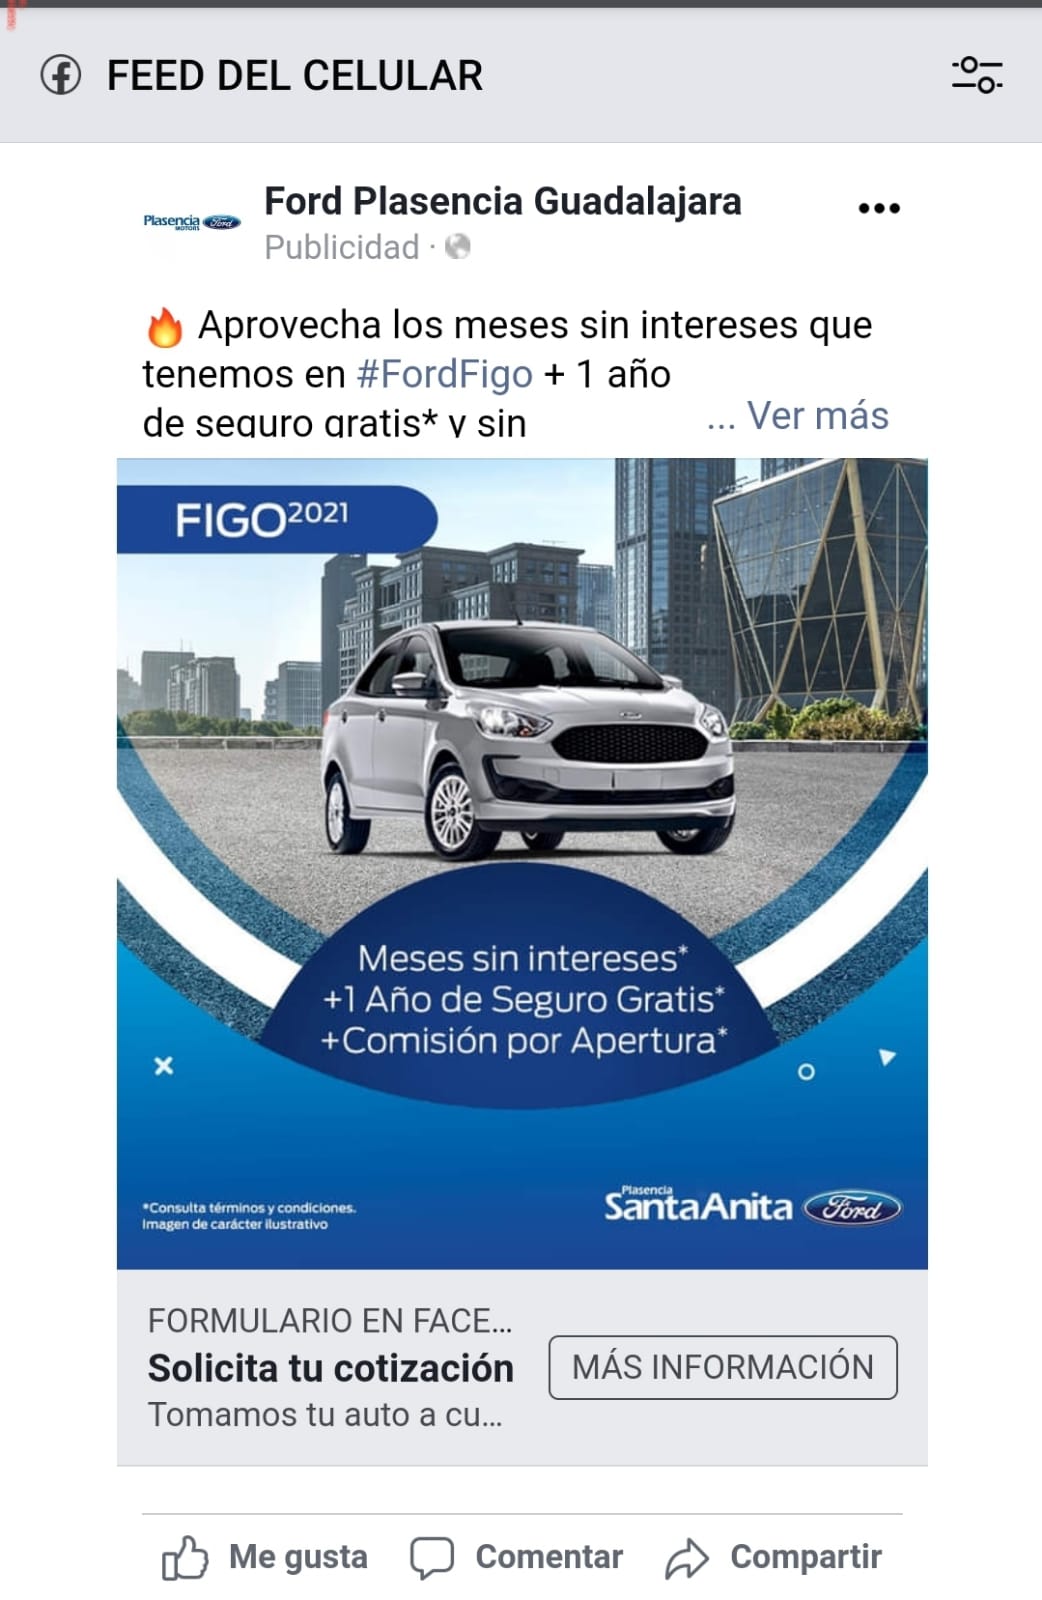 FEED DEL CELULAR
Plasencia
MOTORS
Ford
Ford Plasencia Guadalajara
Publicidad ·
Aprovecha los meses sin intereses que
tenemos en #FordFigo + 1 año
de seguro gratis* y sin
... Ver más
FIGO2021
Meses sin intereses*
+1 Año de Seguro Gratis*
+Comisión por Apertura*
*Consulta términos y condiciones.
Imagen de carácter ilustrativo
Plasencia
SantaAnita
Ford
FORMULARIO EN FACE...
Solicita tu cotización
Tomamos tu auto a cu...
MÁS INFORMACIÓN
Me gusta
Comentar
Compartir